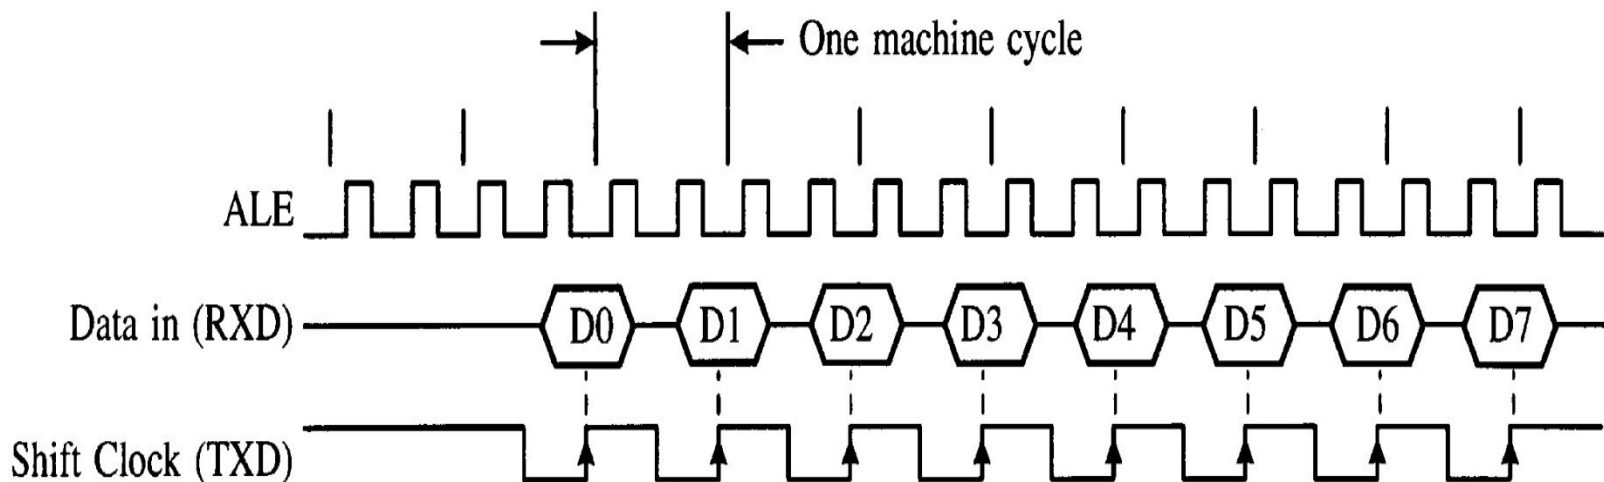 One machine cycle
ALE
Data in (RXD) D0 D1 D2 D3 D4 D5 D6 D7
Shift Clock (TXD)